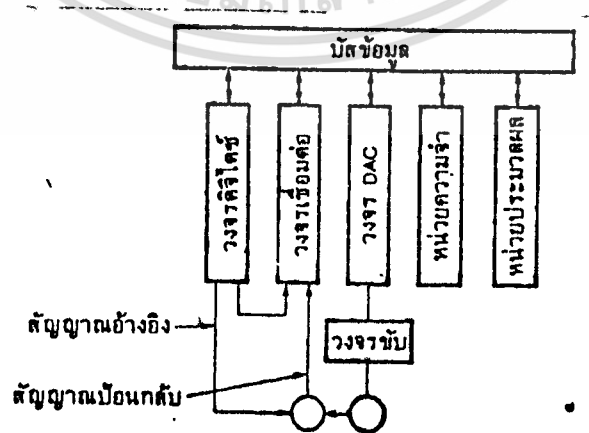 บัสข้อมูล
วงจรดิจิไตซ์
วงจรเชื่อมต่อ
วงจร DAC
หน่วยความจำ
หน่วยประมวลผล
สัญญาณอ้างอิง
วงจรขับ
สัญญาณป้อนกลับ